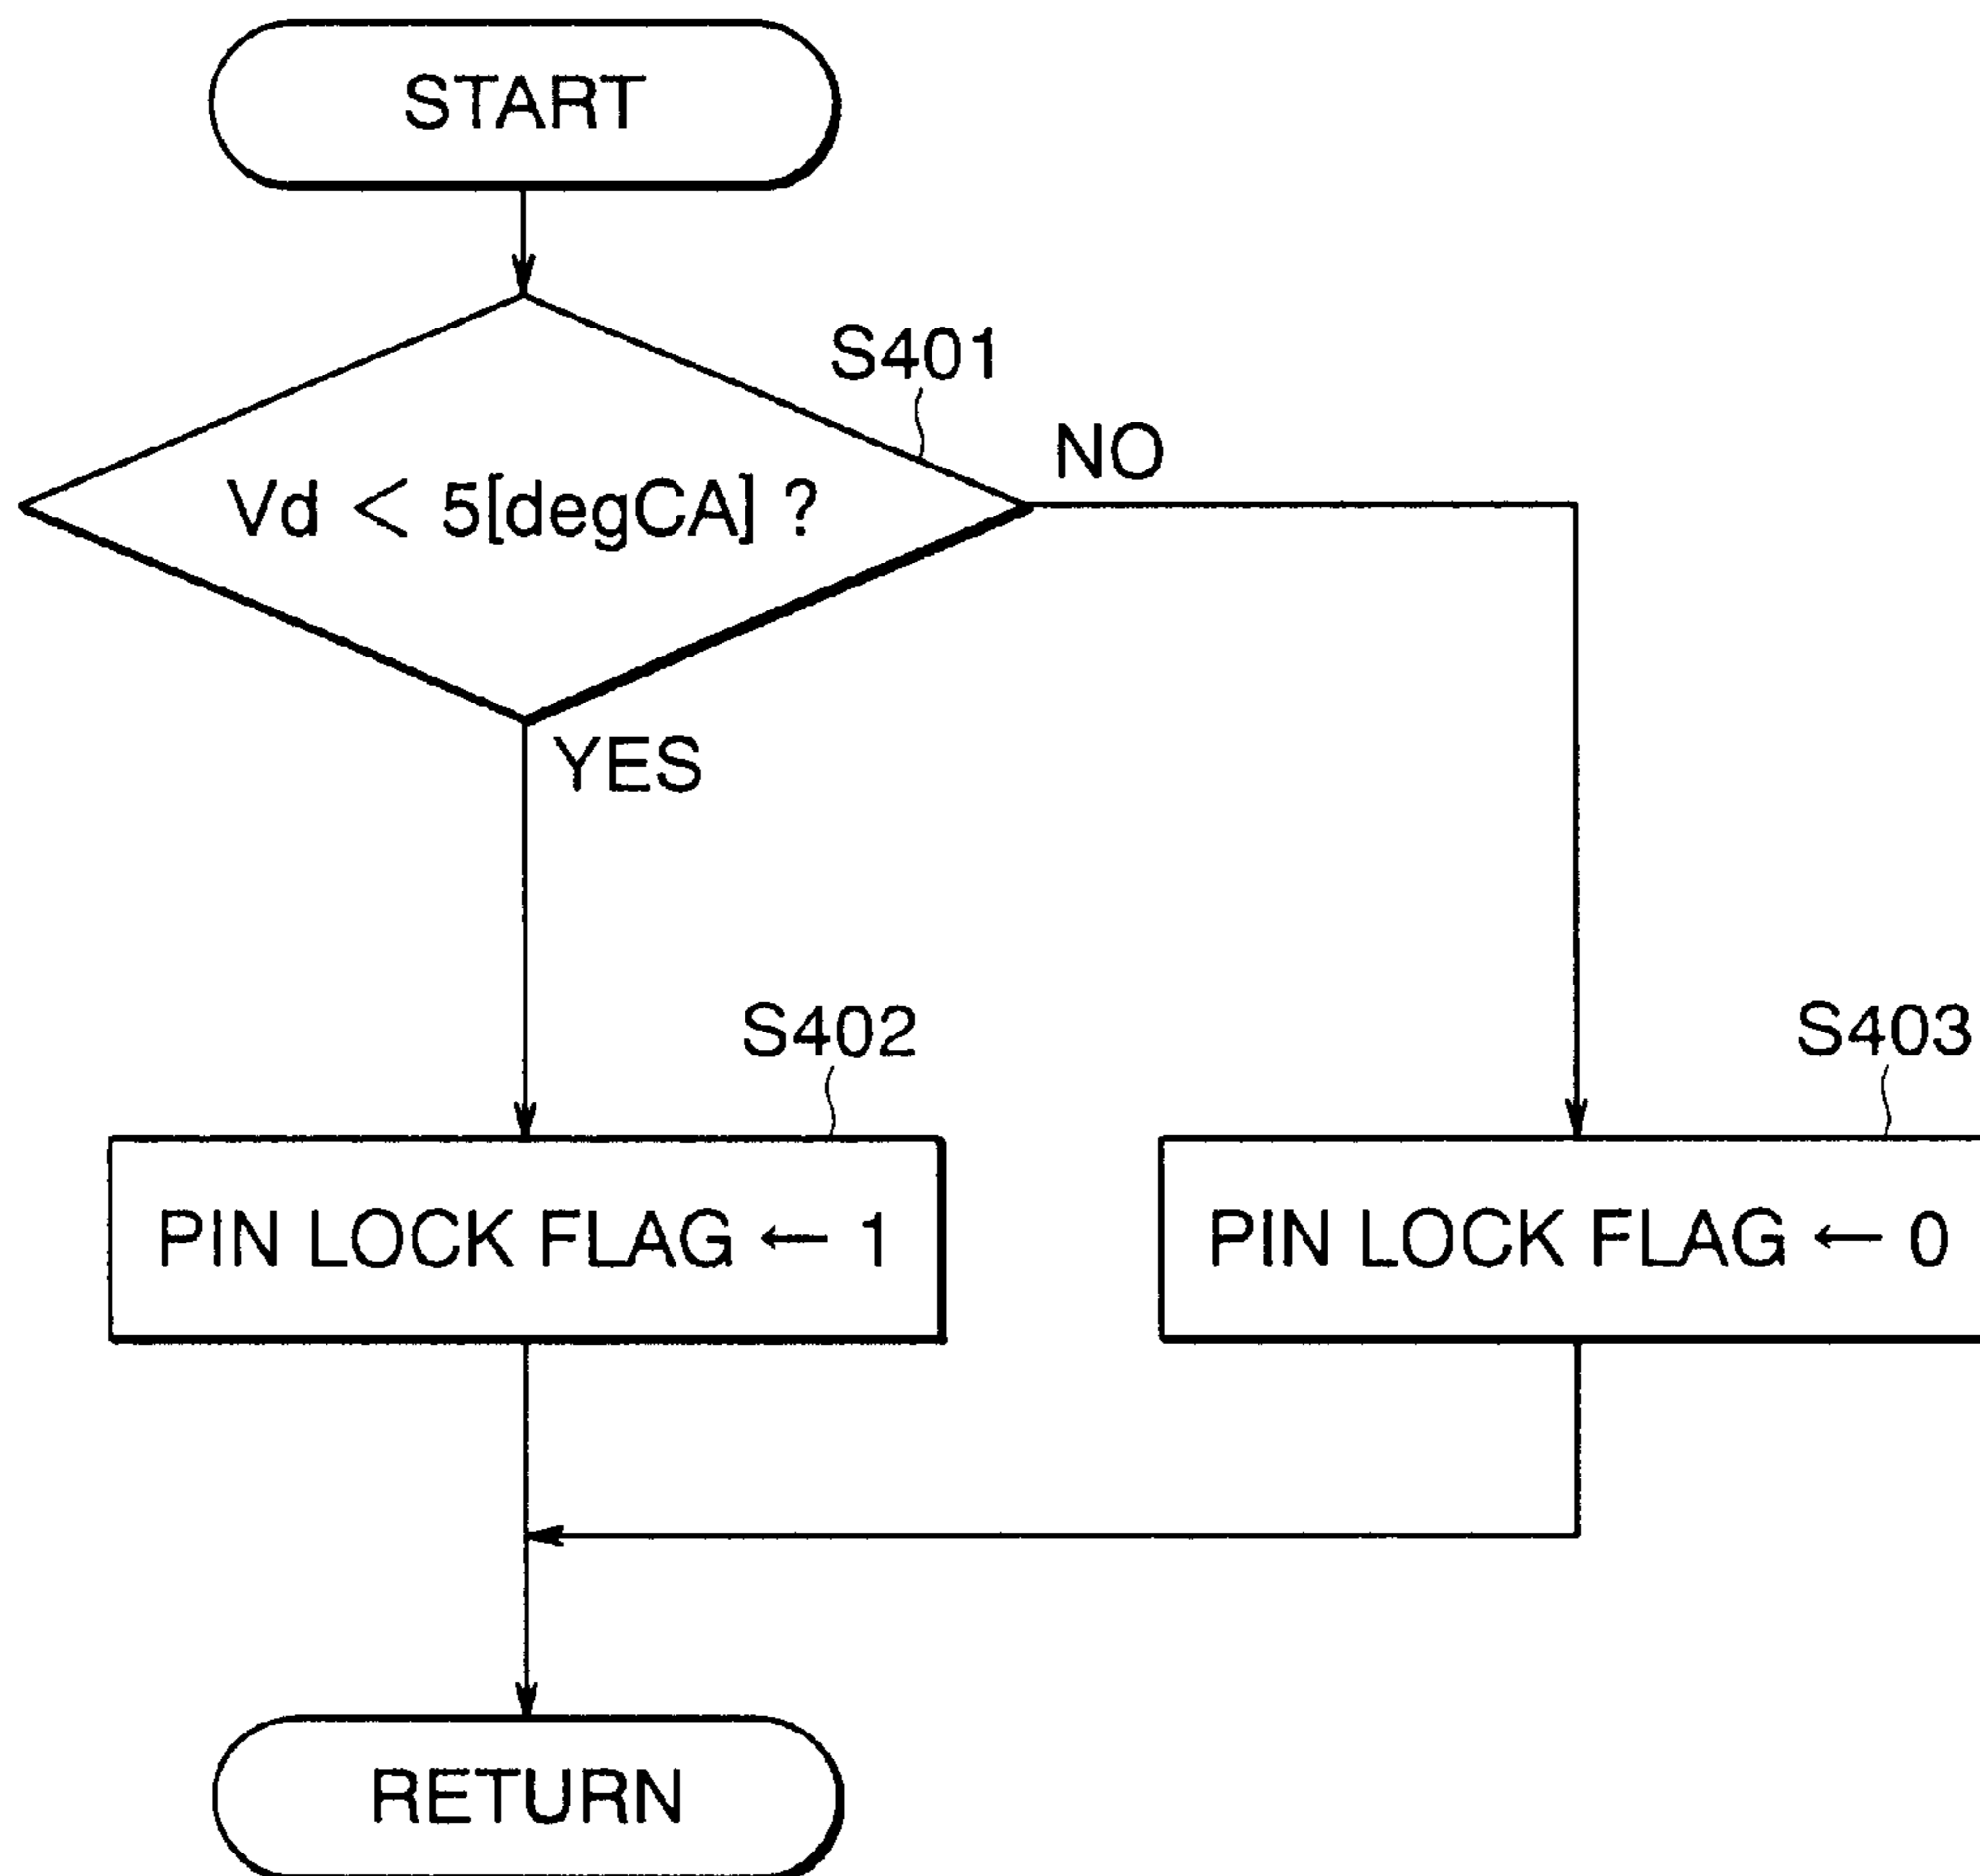 START
S401
NO
Vd < 5[degCA] ?
YES
S402
S403
PIN LOCK FLAG ← 1
PIN LOCK FLAG ← 0
RETURN